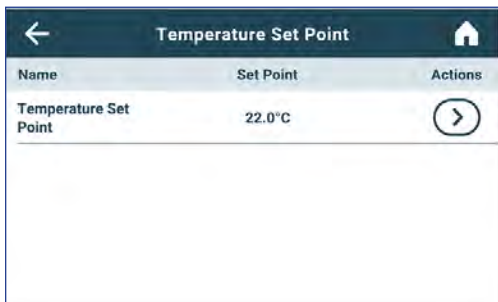 Temperature Set Point
Name Set Point Actions
Temperature Set
Point
22.0°C